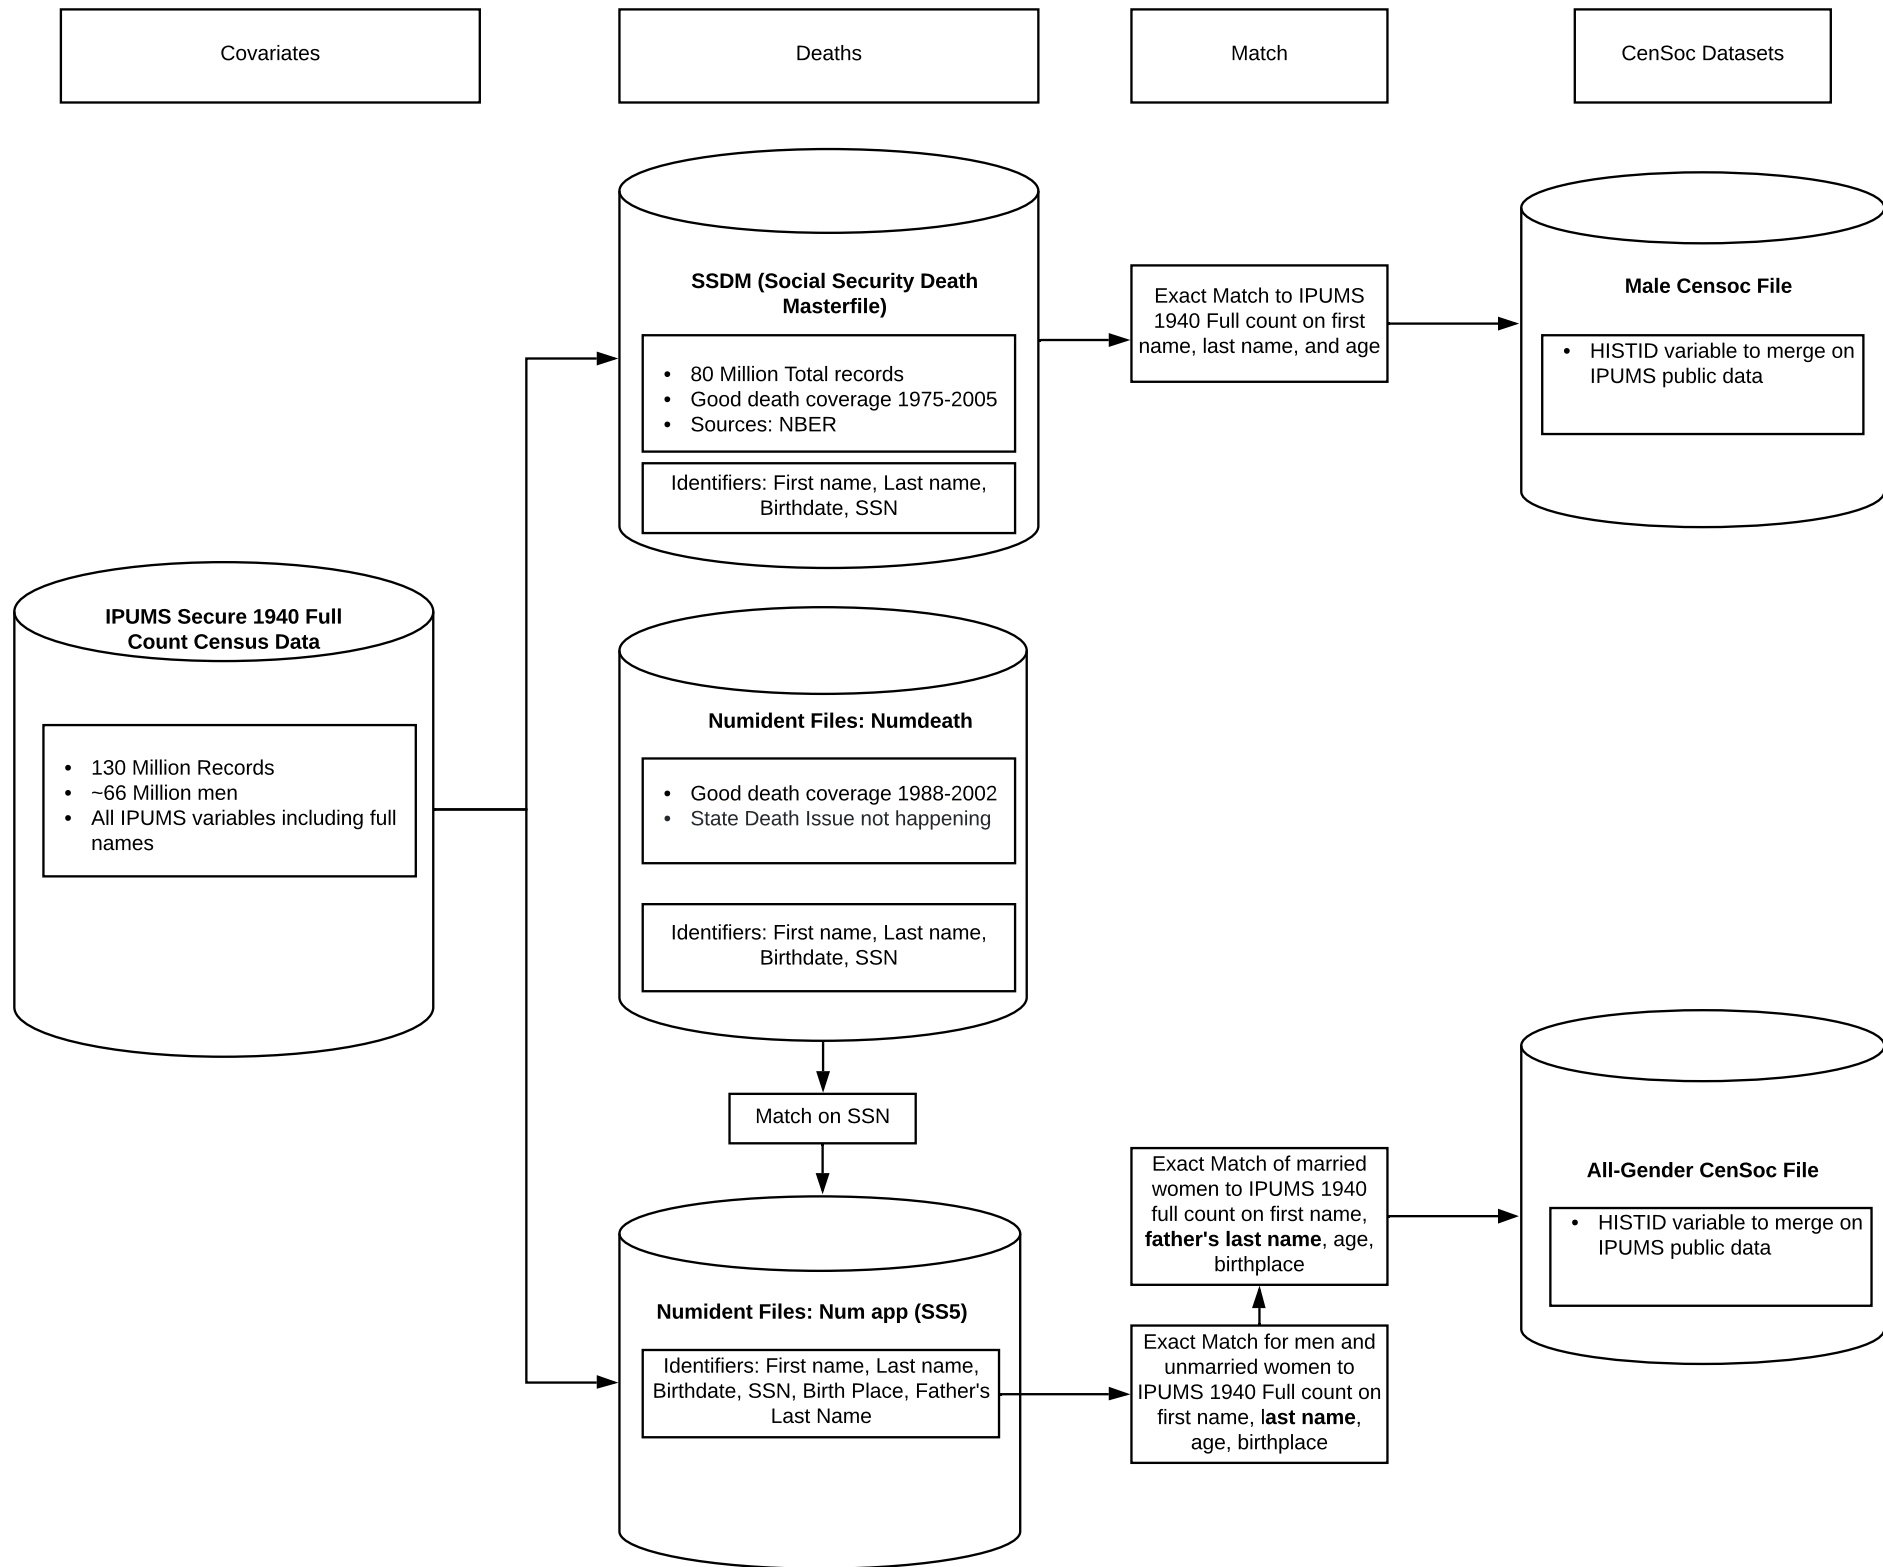 Covariates
Deaths
Match
CenSoc Datasets
SSDM (Social Security Death
Masterfile)
• 80 Million Total records
• Good death coverage 1975-2005
• Sources: NBER
Identifiers: First name, Last name,
Birthdate, SSN
Exact Match to IPUMS
1940 Full count on first
name, last name, and age
Male Censoc File
• HISTID variable to merge on
IPUMS public data
IPUMS Secure 1940 Full
Count Census Data
• 130 Million Records
• ~66 Million men
• All IPUMS variables including full
names
Numident Files: Numdeath
• Good death coverage 1988-2002
• State Death Issue not happening
Identifiers: First name, Last name,
Birthdate, SSN
Match on SSN
Numident Files: Num app (SS5)
Identifiers: First name, Last name,
Birthdate, SSN, Birth Place, Father's
Last Name
Exact Match of married
women to IPUMS 1940
full count on first name,
father's last name, age,
birthplace
Exact Match for men and
unmarried women to
IPUMS 1940 Full count on
first name, last name,
age, birthplace
All-Gender CenSoc File
• HISTID variable to merge on
IPUMS public data